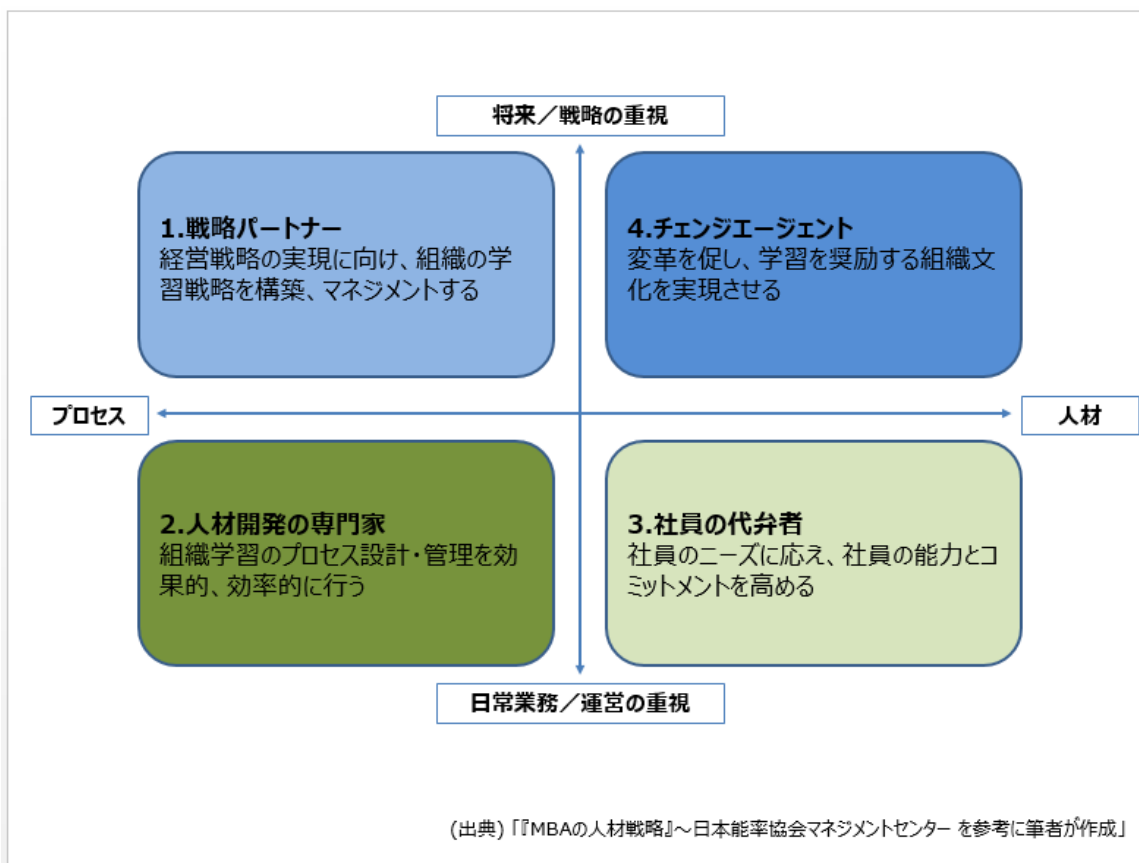 将来／戦略の重視
1.戦略パートナー
経営戦略の実現に向け、組織の学
習戦略を構築、マネジメントする
4.チェンジエージェント
変革を促し、学習を奨励する組織文
化を実現させる
プロセス
人材
2.人材開発の専門家
組織学習のプロセス設計・管理を効
果的、効率的に行う
3.社員の代弁者
社員のニーズに応え、社員の能力とコ
ミットメントを高める
日常業務／運営の重視
(出典)「『MBAの人材戦略』～日本能率協会マネジメントセンター を参考に筆者が作成」